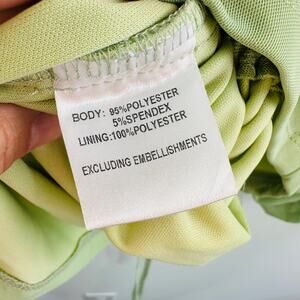 BODY: 95%POLYESTER
5%SPENDEX
LINING:100%POLYESTER
EXCLUDING EMBELLISHMENTS